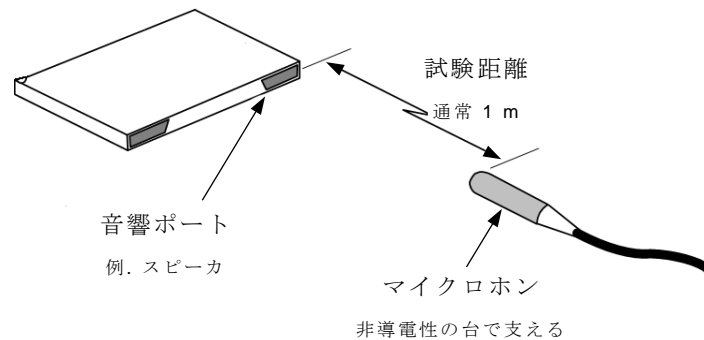 試験距離
通常 1 m
音響ポート
例. スピーカ
マイクロホン
非導電性の台で支える